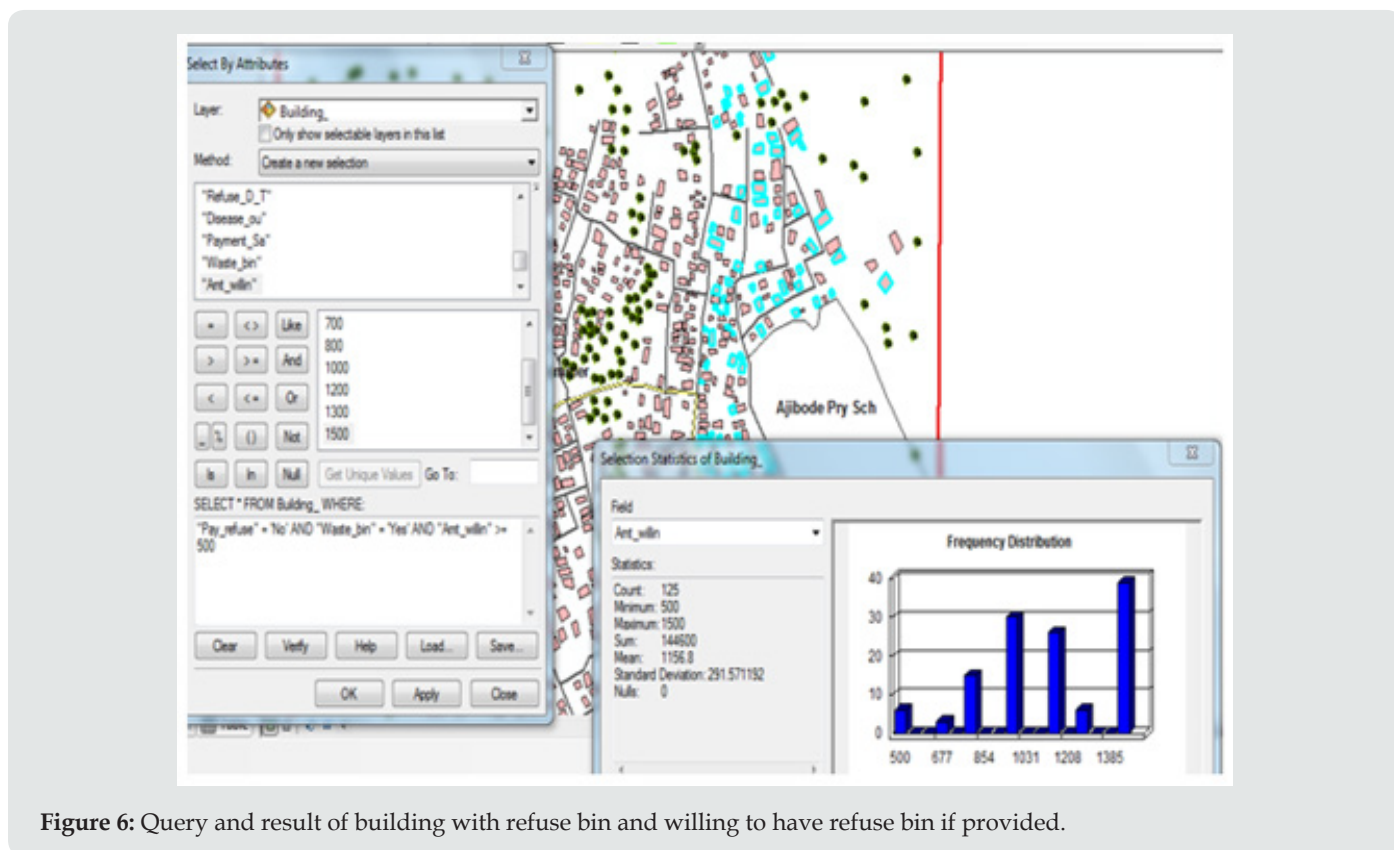 Select By Attributes
Layer: Building_
Only show selectable layers in this list
Method: Create a new selection
"Refuse_D_T"
"Disease_ou"
"Payment_Sa"
"Waste_bin"
"Amt_willin"
= <> Like
> >= And
< <= Or
_ % () Not
Is In Null
700
800
1000
1200
1300
1500
Get Unique Values Go To:
SELECT * FROM Building_ WHERE:
"Pay_refuse" = 'No' AND "Waste_bin" = 'Yes' AND "Amt_willin" >=
500
Clear Verify Help Load... Save...
OK Apply Close
Ajibode Pry Sch
Selection Statistics of Building_
Field
Amt_willin
Statistics:
Count: 125
Minimum: 500
Maximum: 1500
Sum: 144600
Mean: 1156.8
Standard Deviation: 291.571192
Nulls: 0
Frequency Distribution
40
30
20
10
0
500 677 854 1031 1208 1385
Figure 6: Query and result of building with refuse bin and willing to have refuse bin if provided.